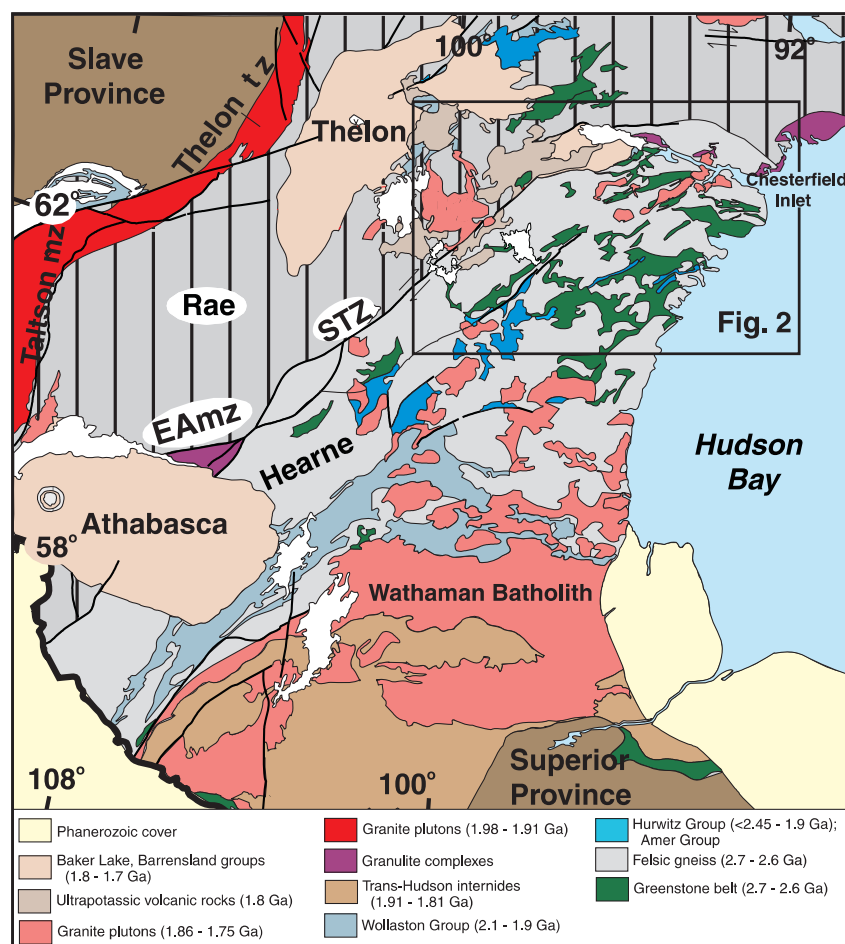 Slave
Province
100°
92°
Thelon t z
Thelon
62°
Chesterfield
Inlet
Taltson mz
Rae
STZ
Fig. 2
EAmz
Hearne
Hudson
Bay
Athabasca
58°
Wathaman Batholith
108°
100°
Superior
Province
Phanerozoic cover
Baker Lake, Barrensland groups
(1.8 - 1.7 Ga)
Ultrapotassic volcanic rocks (1.8 Ga)
Granite plutons (1.86 - 1.75 Ga)
Granite plutons (1.98 - 1.91 Ga)
Granulite complexes
Trans-Hudson internides
(1.91 - 1.81 Ga)
Wollaston Group (2.1 - 1.9 Ga)
Hurwitz Group (<2.45 - 1.9 Ga);
Amer Group
Felsic gneiss (2.7 - 2.6 Ga)
Greenstone belt (2.7 - 2.6 Ga)